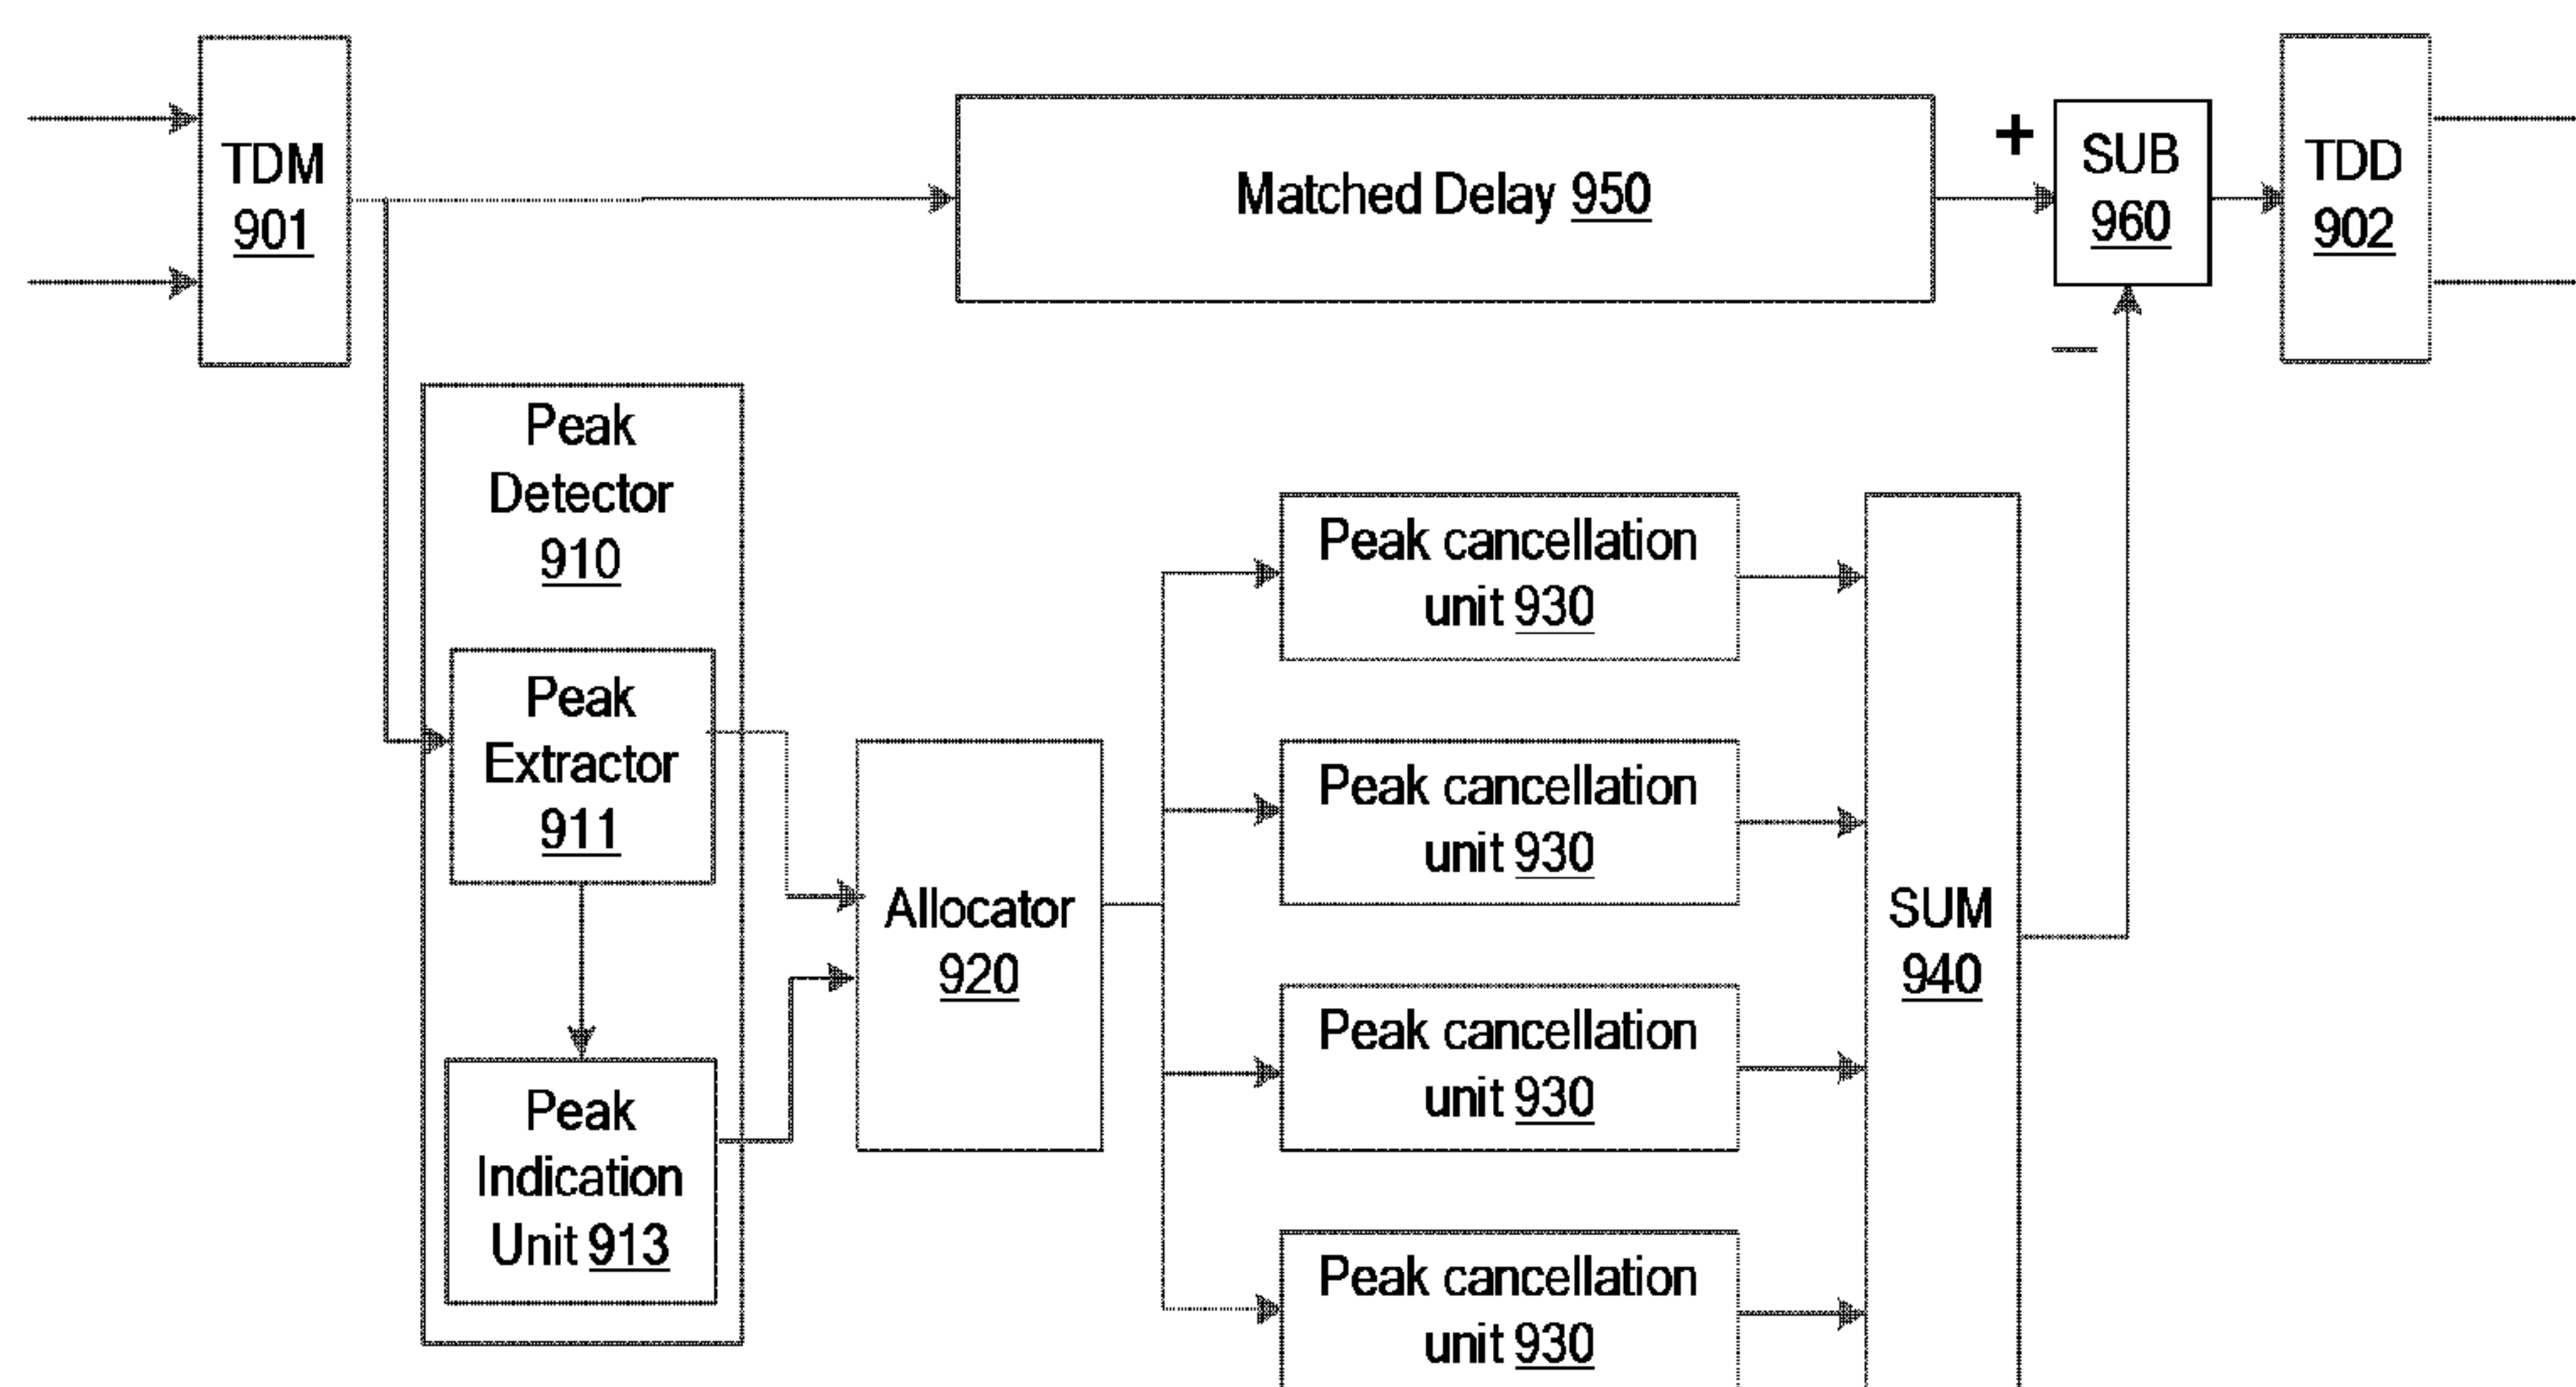 TDM
901
Matched Delay 950
+
SUB
960
–
TDD
902
Peak
Detector
910
Peak
Extractor
911
Peak
Indication
Unit 913
Allocator
920
Peak cancellation
unit 930
Peak cancellation
unit 930
Peak cancellation
unit 930
Peak cancellation
unit 930
SUM
940